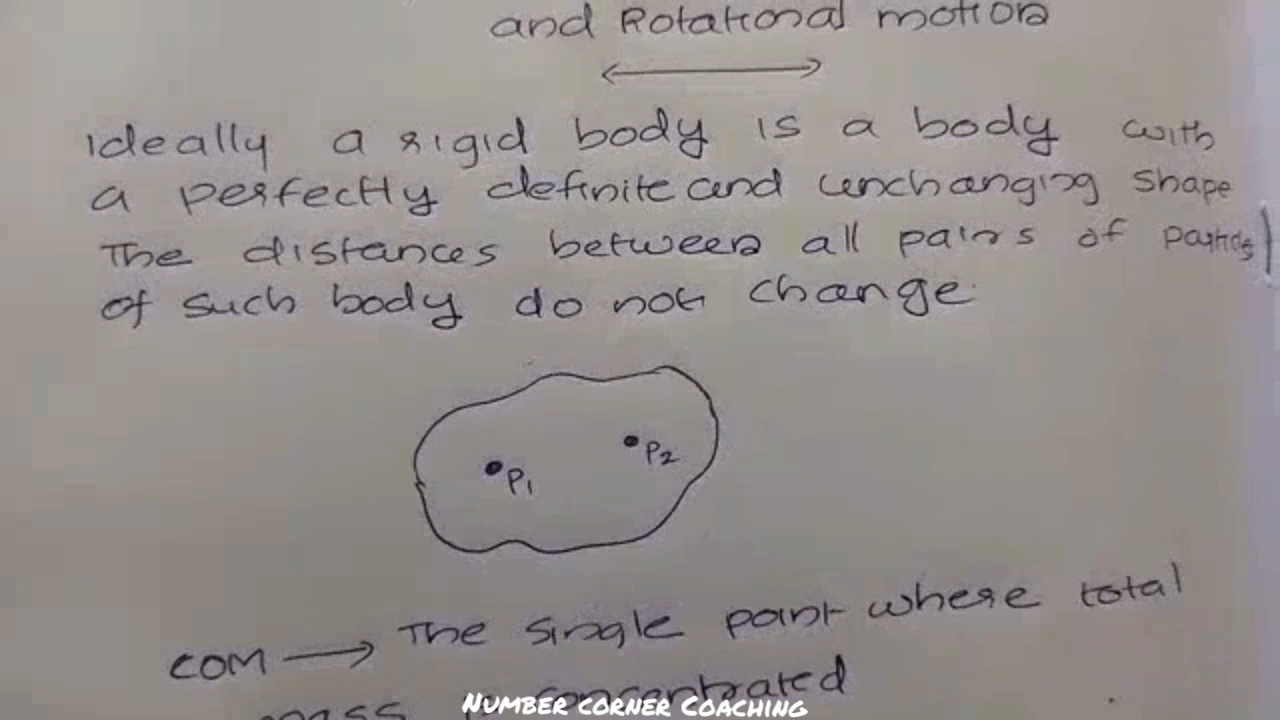 and Rotational motion
ideally a rigid body is a body with
a perfectly definite and unchanging shape
The distances between all pairs of particles
of such body do not change
P1
P2
COM → The single point where total
mass is concentrated
NUMBER CORNER COACHING